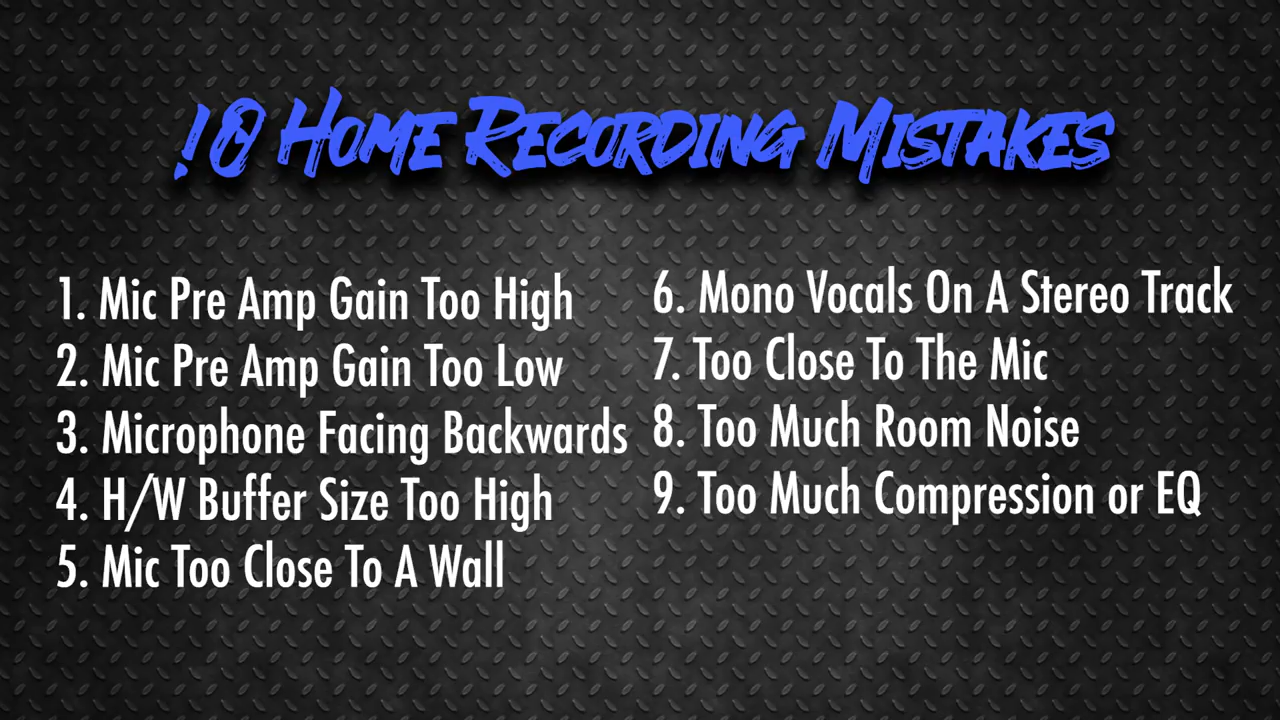 10 Home Recording Mistakes
1. Mic Pre Amp Gain Too High
2. Mic Pre Amp Gain Too Low
3. Microphone Facing Backwards
4. H/W Buffer Size Too High
5. Mic Too Close To A Wall
6. Mono Vocals On A Stereo Track
7. Too Close To The Mic
8. Too Much Room Noise
9. Too Much Compression or EQ